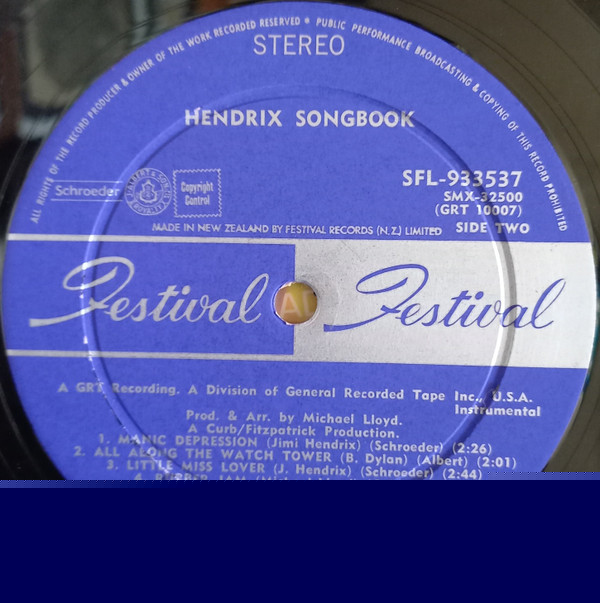 ALL RIGHTS OF THE RECORD PRODUCER & OWNER OF THE WORK RECORDED RESERVED * PUBLIC PERFORMANCE BROADCASTING & COPYING OF THIS RECORD PROHIBITED
STEREO
HENDRIX SONGBOOK
SFL-933537
SMX-32500
(GRT 10007)
Schroeder
Copyright
Control
MADE IN NEW ZEALAND BY FESTIVAL RECORDS (N.Z.) LIMITED SIDE TWO
Festival Festival
A GRT Recording. A Division of General Recorded Tape Inc., U.S.A.
Instrumental
Prod. & Arr. by Michael Lloyd.
A Curb/Fitzpatrick Production.
1. MANIC DEPRESSION (Jimi Hendrix) (Schroeder) (2:26)
2. ALL ALONG THE WATCH TOWER (B. Dylan) (Albert) (2:01)
3. LITTLE MISS LOVER (J. Hendrix) (Schroeder) (2:44)